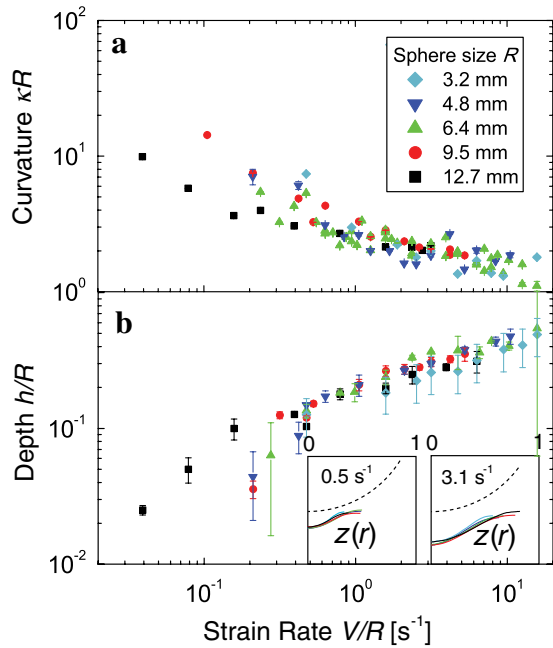 a
Curvature κR
10²
10¹
10⁰
Sphere size R
3.2 mm
4.8 mm
6.4 mm
9.5 mm
12.7 mm
b
Depth h/R
10⁻¹
10⁻²
0 1 0 1
0.5 s⁻¹
z(r)
3.1 s⁻¹
z(r)
10⁻¹ 10⁰ 10¹
Strain Rate V/R [s⁻¹]